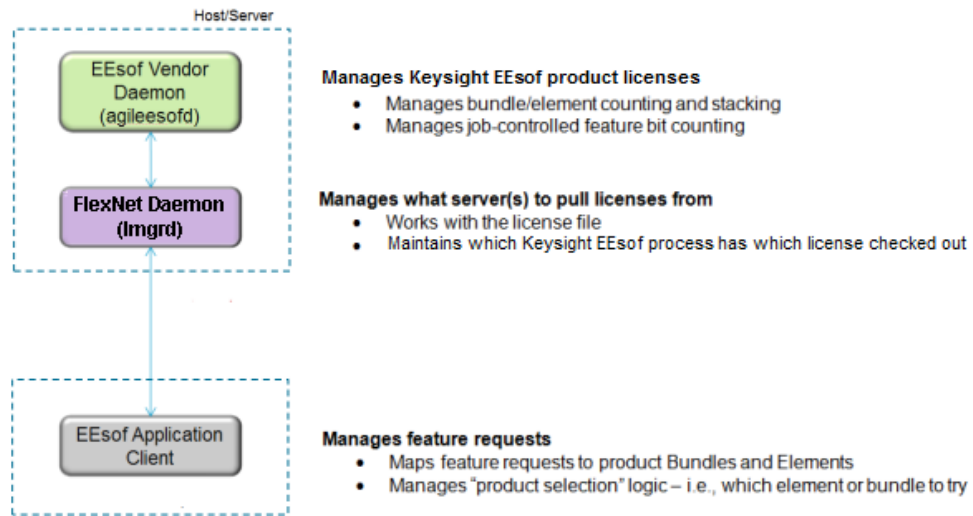 Host/Server
EEsof Vendor
Daemon
(agileesofd)
Manages Keysight EEsof product licenses
• Manages bundle/element counting and stacking
• Manages job-controlled feature bit counting
FlexNet Daemon
(lmgrd)
Manages what server(s) to pull licenses from
• Works with the license file
• Maintains which Keysight EEsof process has which license checked out
EEsof Application
Client
Manages feature requests
• Maps feature requests to product Bundles and Elements
• Manages “product selection” logic – i.e., which element or bundle to try